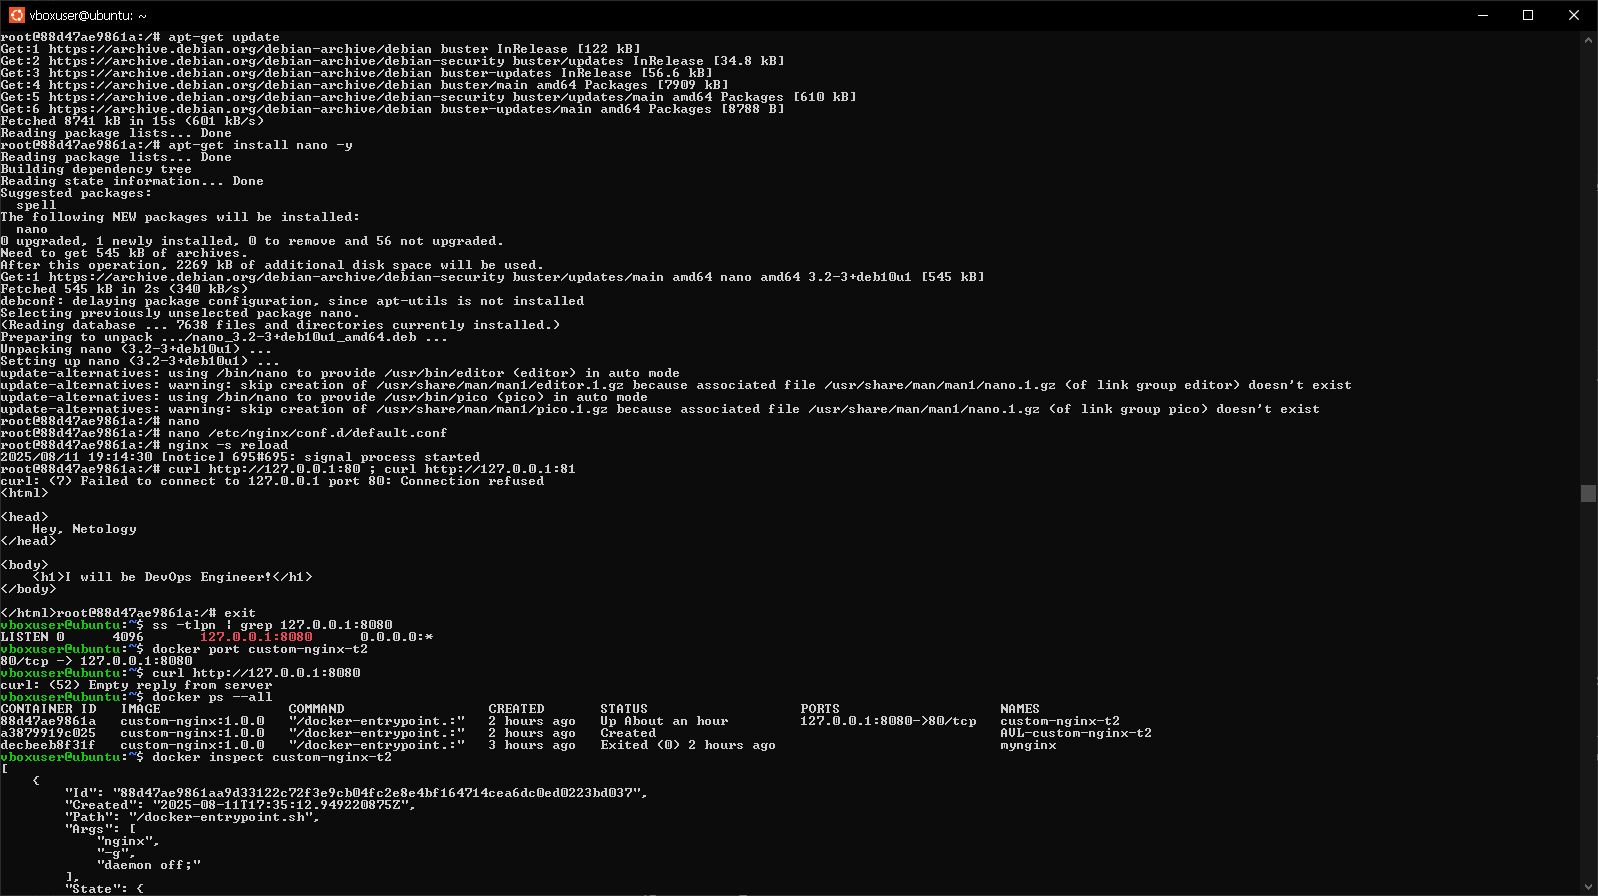 vboxuser@ubuntu: ~
root@88d47ae9861a:/# apt-get update
Get:1 https://archive.debian.org/debian-archive/debian buster InRelease [122 kB]
Get:2 https://archive.debian.org/debian-archive/debian-security buster/updates InRelease [34.8 kB]
Get:3 https://archive.debian.org/debian-archive/debian buster-updates InRelease [56.6 kB]
Get:4 https://archive.debian.org/debian-archive/debian buster/main amd64 Packages [7909 kB]
Get:5 https://archive.debian.org/debian-archive/debian-security buster/updates/main amd64 Packages [610 kB]
Get:6 https://archive.debian.org/debian-archive/debian buster-updates/main amd64 Packages [8788 B]
Fetched 8741 kB in 15s (601 kB/s)
Reading package lists... Done
root@88d47ae9861a:/# apt-get install nano -y
Reading package lists... Done
Building dependency tree
Reading state information... Done
Suggested packages:
  spell
The following NEW packages will be installed:
  nano
0 upgraded, 1 newly installed, 0 to remove and 56 not upgraded.
Need to get 545 kB of archives.
After this operation, 2269 kB of additional disk space will be used.
Get:1 https://archive.debian.org/debian-archive/debian-security buster/updates/main amd64 nano amd64 3.2-3+deb10u1 [545 kB]
Fetched 545 kB in 2s (340 kB/s)
debconf: delaying package configuration, since apt-utils is not installed
Selecting previously unselected package nano.
(Reading database ... 7638 files and directories currently installed.)
Preparing to unpack .../nano_3.2-3+deb10u1_amd64.deb ...
Unpacking nano (3.2-3+deb10u1) ...
Setting up nano (3.2-3+deb10u1) ...
update-alternatives: using /bin/nano to provide /usr/bin/editor (editor) in auto mode
update-alternatives: warning: skip creation of /usr/share/man/man1/editor.1.gz because associated file /usr/share/man/man1/nano.1.gz (of link group editor) doesn't exist
update-alternatives: using /bin/nano to provide /usr/bin/pico (pico) in auto mode
update-alternatives: warning: skip creation of /usr/share/man/man1/pico.1.gz because associated file /usr/share/man/man1/nano.1.gz (of link group pico) doesn't exist
root@88d47ae9861a:/# nano
root@88d47ae9861a:/# nano /etc/nginx/conf.d/default.conf
root@88d47ae9861a:/# nginx -s reload
2025/08/11 19:14:30 [notice] 695#695: signal process started
root@88d47ae9861a:/# curl http://127.0.0.1:80 ; curl http://127.0.0.1:81
curl: (7) Failed to connect to 127.0.0.1 port 80: Connection refused
<html>
<head>
    Hey, Netology
</head>
<body>
    <h1>I will be DevOps Engineer!</h1>
</body>
</html>root@88d47ae9861a:/# exit
vboxuser@ubuntu:~$ ss -tlpn | grep 127.0.0.1:8080
LISTEN 0      4096       127.0.0.1:8080      0.0.0.0:*
vboxuser@ubuntu:~$ docker port custom-nginx-t2
80/tcp -> 127.0.0.1:8080
vboxuser@ubuntu:~$ curl http://127.0.0.1:8080
curl: (52) Empty reply from server
vboxuser@ubuntu:~$ docker ps --all
CONTAINER ID   IMAGE                COMMAND                  CREATED       STATUS                   PORTS                    NAMES
88d47ae9861a   custom-nginx:1.0.0   "/docker-entrypoint.:"   2 hours ago   Up About an hour         127.0.0.1:8080->80/tcp   custom-nginx-t2
a3879919c025   custom-nginx:1.0.0   "/docker-entrypoint.:"   2 hours ago   Created                                           AVL-custom-nginx-t2
decbeeb8f31f   custom-nginx:1.0.0   "/docker-entrypoint.:"   3 hours ago   Exited (0) 2 hours ago                            mynginx
vboxuser@ubuntu:~$ docker inspect custom-nginx-t2
[
    {
        "Id": "88d47ae9861aa9d33122c72f3e9cb04fc2e8e4bf164714cea6dc0ed0223bd037",
        "Created": "2025-08-11T17:35:12.949220875Z",
        "Path": "/docker-entrypoint.sh",
        "Args": [
            "nginx",
            "-g",
            "daemon off;"
        ],
        "State": {